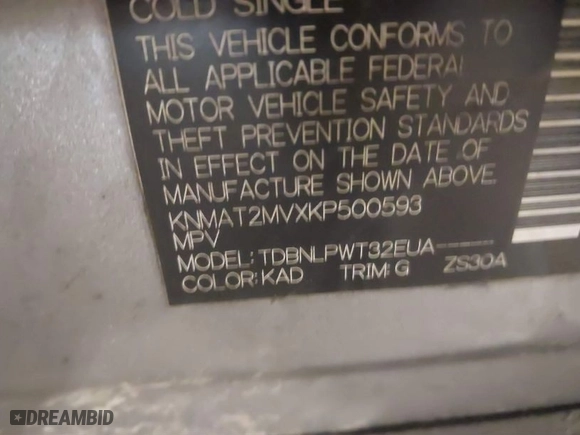 COLD SINGLE
THIS VEHICLE CONFORMS TO
ALL APPLICABLE FEDERAL
MOTOR VEHICLE SAFETY AND
THEFT PREVENTION STANDARDS
IN EFFECT ON THE DATE OF
MANUFACTURE SHOWN ABOVE.
KNMAT2MVXKP500593
MPV
MODEL: TDBNLPWT32EUA-----
COLOR: KAD TRIM: G ZS30A
DREAMBID